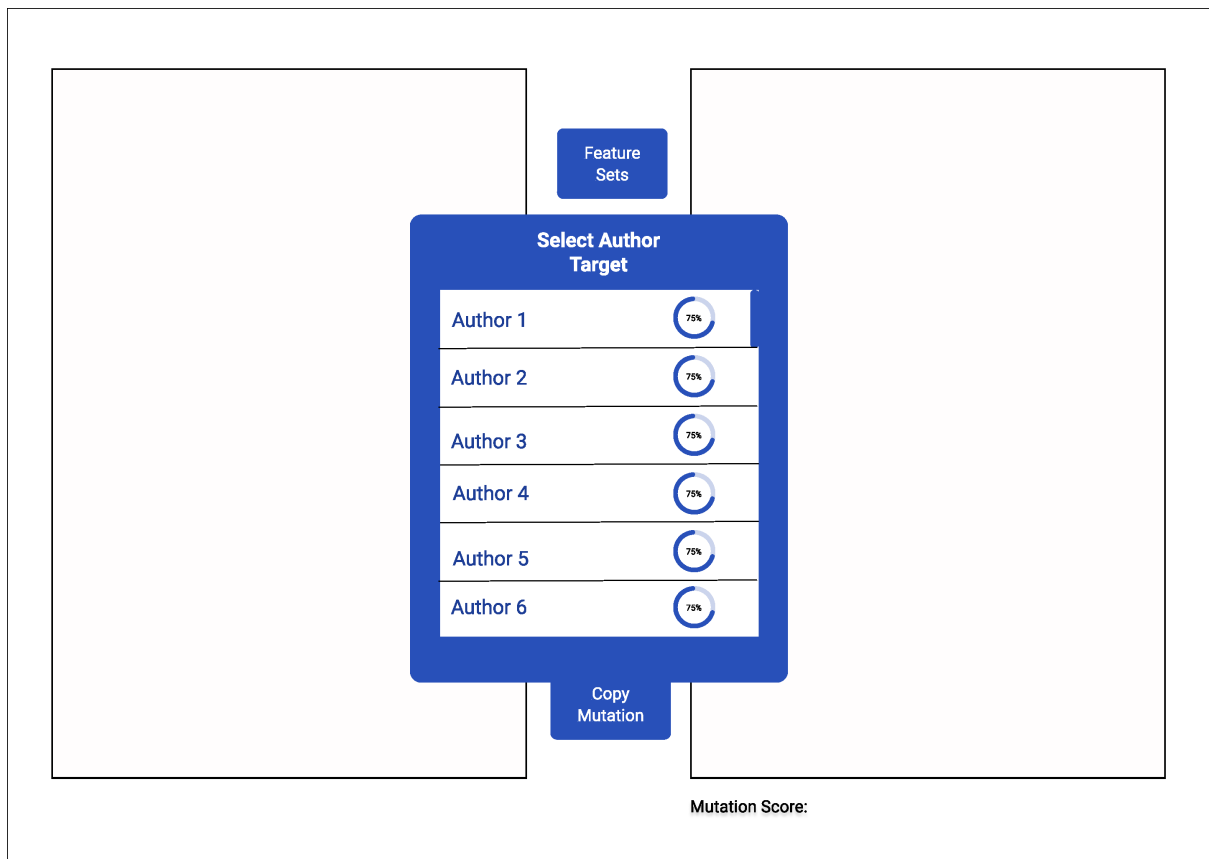 Feature
Sets
Select Author
Target
Author 1
75%
Author 2
75%
Author 3
75%
Author 4
75%
Author 5
75%
Author 6
75%
Copy
Mutation
Mutation Score: